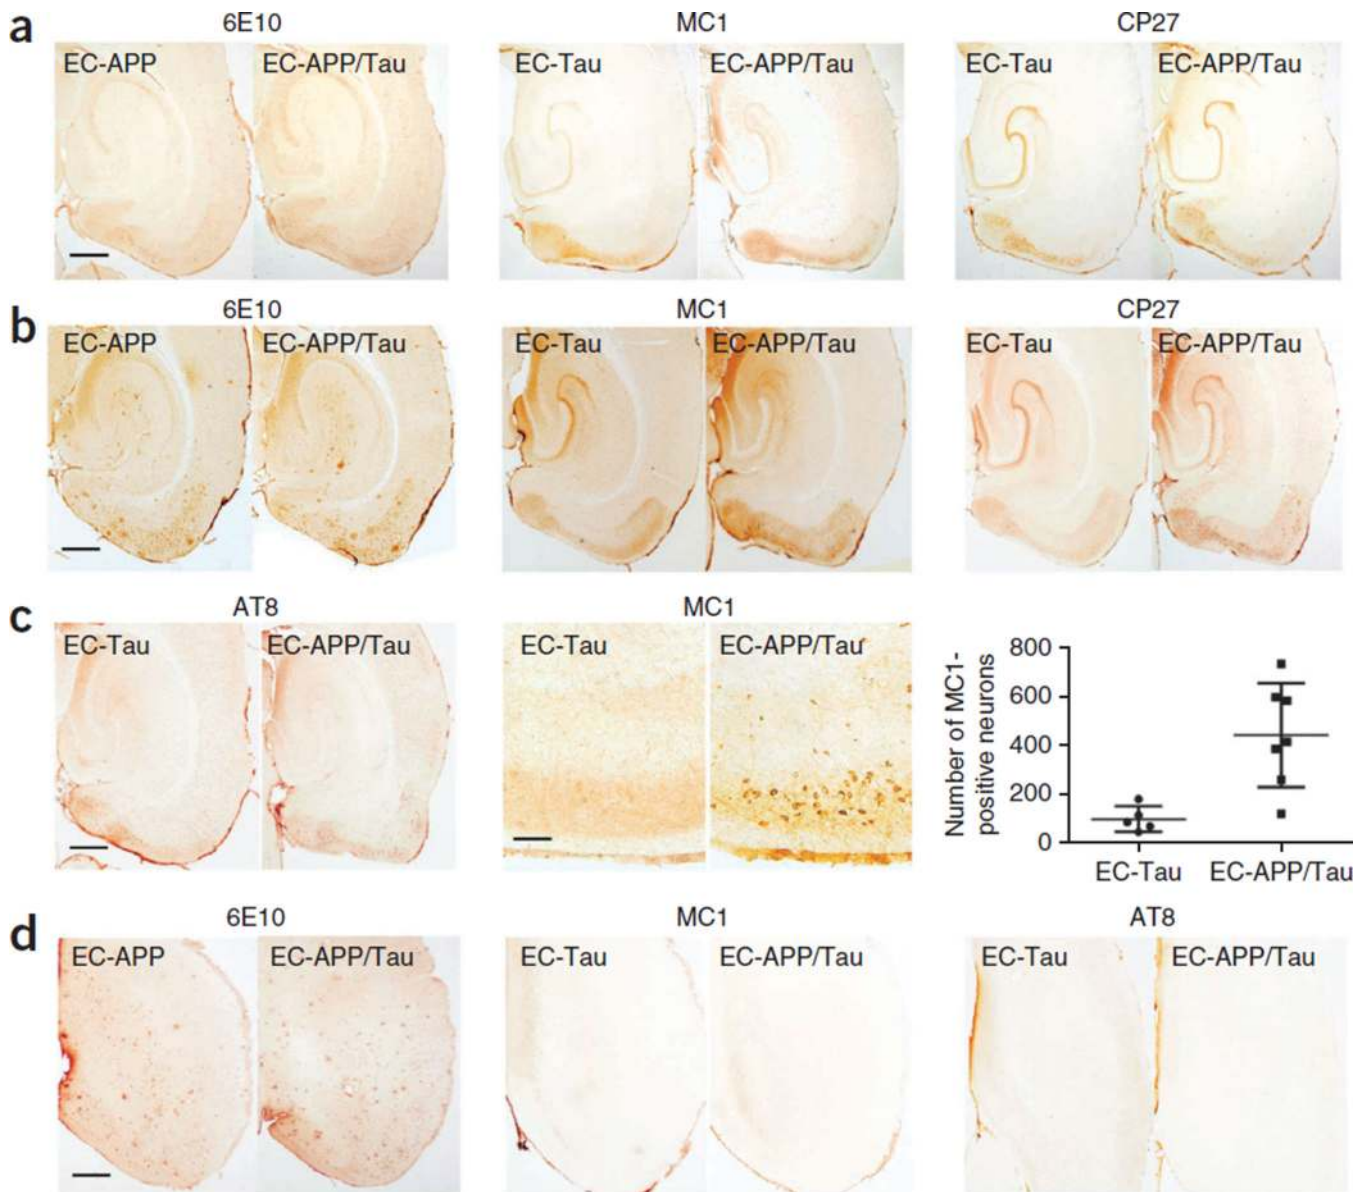 a
6E10 MC1 CP27
EC-APP EC-APP/Tau EC-Tau EC-APP/Tau EC-Tau EC-APP/Tau
b
6E10 MC1 CP27
EC-APP EC-APP/Tau EC-Tau EC-APP/Tau EC-Tau EC-APP/Tau
c
AT8 MC1
EC-Tau EC-APP/Tau EC-Tau EC-APP/Tau
Number of MC1-
positive neurons
800
600
400
200
0
EC-Tau EC-APP/Tau
d
6E10 MC1 AT8
EC-APP EC-APP/Tau EC-Tau EC-APP/Tau EC-Tau EC-APP/Tau